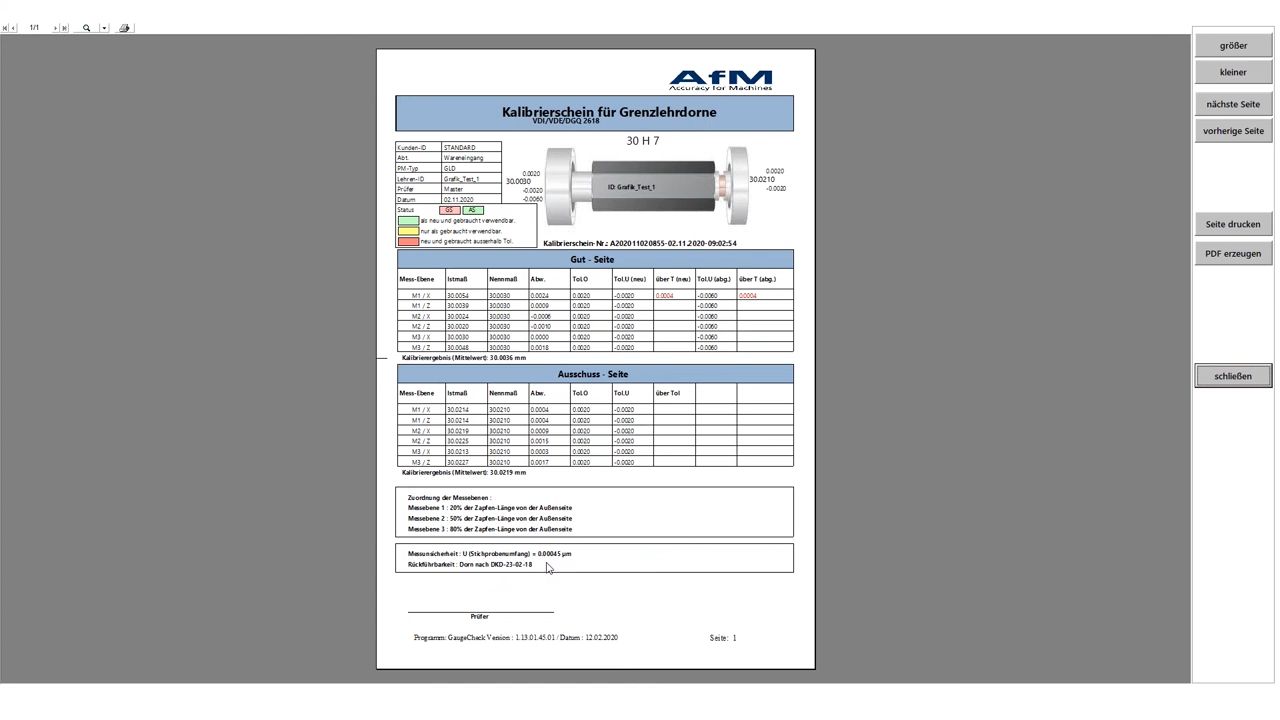 1/1
AfM
Accuracy for Machines
Kalibrierschein für Grenzlehrdorne
VDI/VDE/DGQ 2618
30 H 7
Kunden-ID STANDARD
Abt. Wareneingang
PM-Typ GLD
Lehren-ID Grafik_Test_1
Prüfer Master
Datum 02.11.2020
Status GS AS
als neu und gebraucht verwendbar.
nur als gebraucht verwendbar.
neu und gebraucht ausserhalb Tol.
0.0020
30.0030
-0.0020
-0.0060
ID: Grafik_Test_1
0.0020
30.0210
-0.0020
Kalibrierschein-Nr.: A202011020855-02.11.2020-09:02:54
Gut - Seite
Mess-Ebene Istmaß Nennmaß Abw. Tol.O Tol.U (neu) über T (neu) Tol.U (abg.) über T (abg.)
M1 / X 30.0054 30.0030 0.0024 0.0020 -0.0020 0.0004 -0.0060 0.0004
M1 / Z 30.0039 30.0030 0.0009 0.0020 -0.0020 -0.0060
M2 / X 30.0024 30.0030 -0.0006 0.0020 -0.0020 -0.0060
M2 / Z 30.0020 30.0030 -0.0010 0.0020 -0.0020 -0.0060
M3 / X 30.0030 30.0030 0.0000 0.0020 -0.0020 -0.0060
M3 / Z 30.0048 30.0030 0.0018 0.0020 -0.0020 -0.0060
Kalibrierergebnis (Mittelwert): 30.0036 mm
Ausschuss - Seite
Mess-Ebene Istmaß Nennmaß Abw. Tol.O Tol.U über Tol
M1 / X 30.0214 30.0210 0.0004 0.0020 -0.0020
M1 / Z 30.0214 30.0210 0.0004 0.0020 -0.0020
M2 / X 30.0219 30.0210 0.0009 0.0020 -0.0020
M2 / Z 30.0225 30.0210 0.0015 0.0020 -0.0020
M3 / X 30.0213 30.0210 0.0003 0.0020 -0.0020
M3 / Z 30.0227 30.0210 0.0017 0.0020 -0.0020
Kalibrierergebnis (Mittelwert): 30.0219 mm
Zuordnung der Messebenen :
Messebene 1 : 20% der Zapfen-Länge von der Außenseite
Messebene 2 : 50% der Zapfen-Länge von der Außenseite
Messebene 3 : 80% der Zapfen-Länge von der Außenseite
Messunsicherheit : U (Stichprobenumfang) = 0.00045 µm
Rückführbarkeit : Dorn nach DKD-23-02-18
Prüfer
Programm: GaugeCheck Version : 1.13.01.45.01 / Datum : 12.02.2020 Seite: 1
größer
kleiner
nächste Seite
vorherige Seite
Seite drucken
PDF erzeugen
schließen